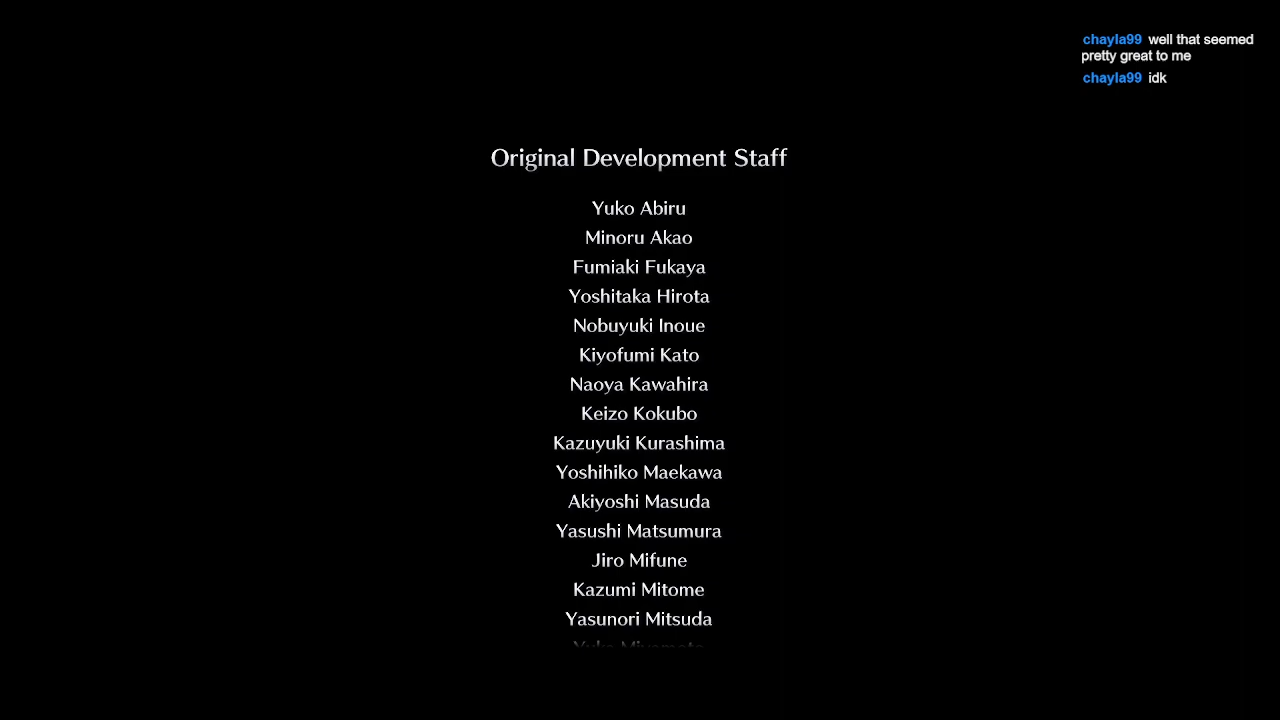 chayla99 well that seemed
pretty great to me
chayla99 idk
Original Development Staff
Yuko Abiru
Minoru Akao
Fumiaki Fukaya
Yoshitaka Hirota
Nobuyuki Inoue
Kiyofumi Kato
Naoya Kawahira
Keizo Kokubo
Kazuyuki Kurashima
Yoshihiko Maekawa
Akiyoshi Masuda
Yasushi Matsumura
Jiro Mifune
Kazumi Mitome
Yasunori Mitsuda